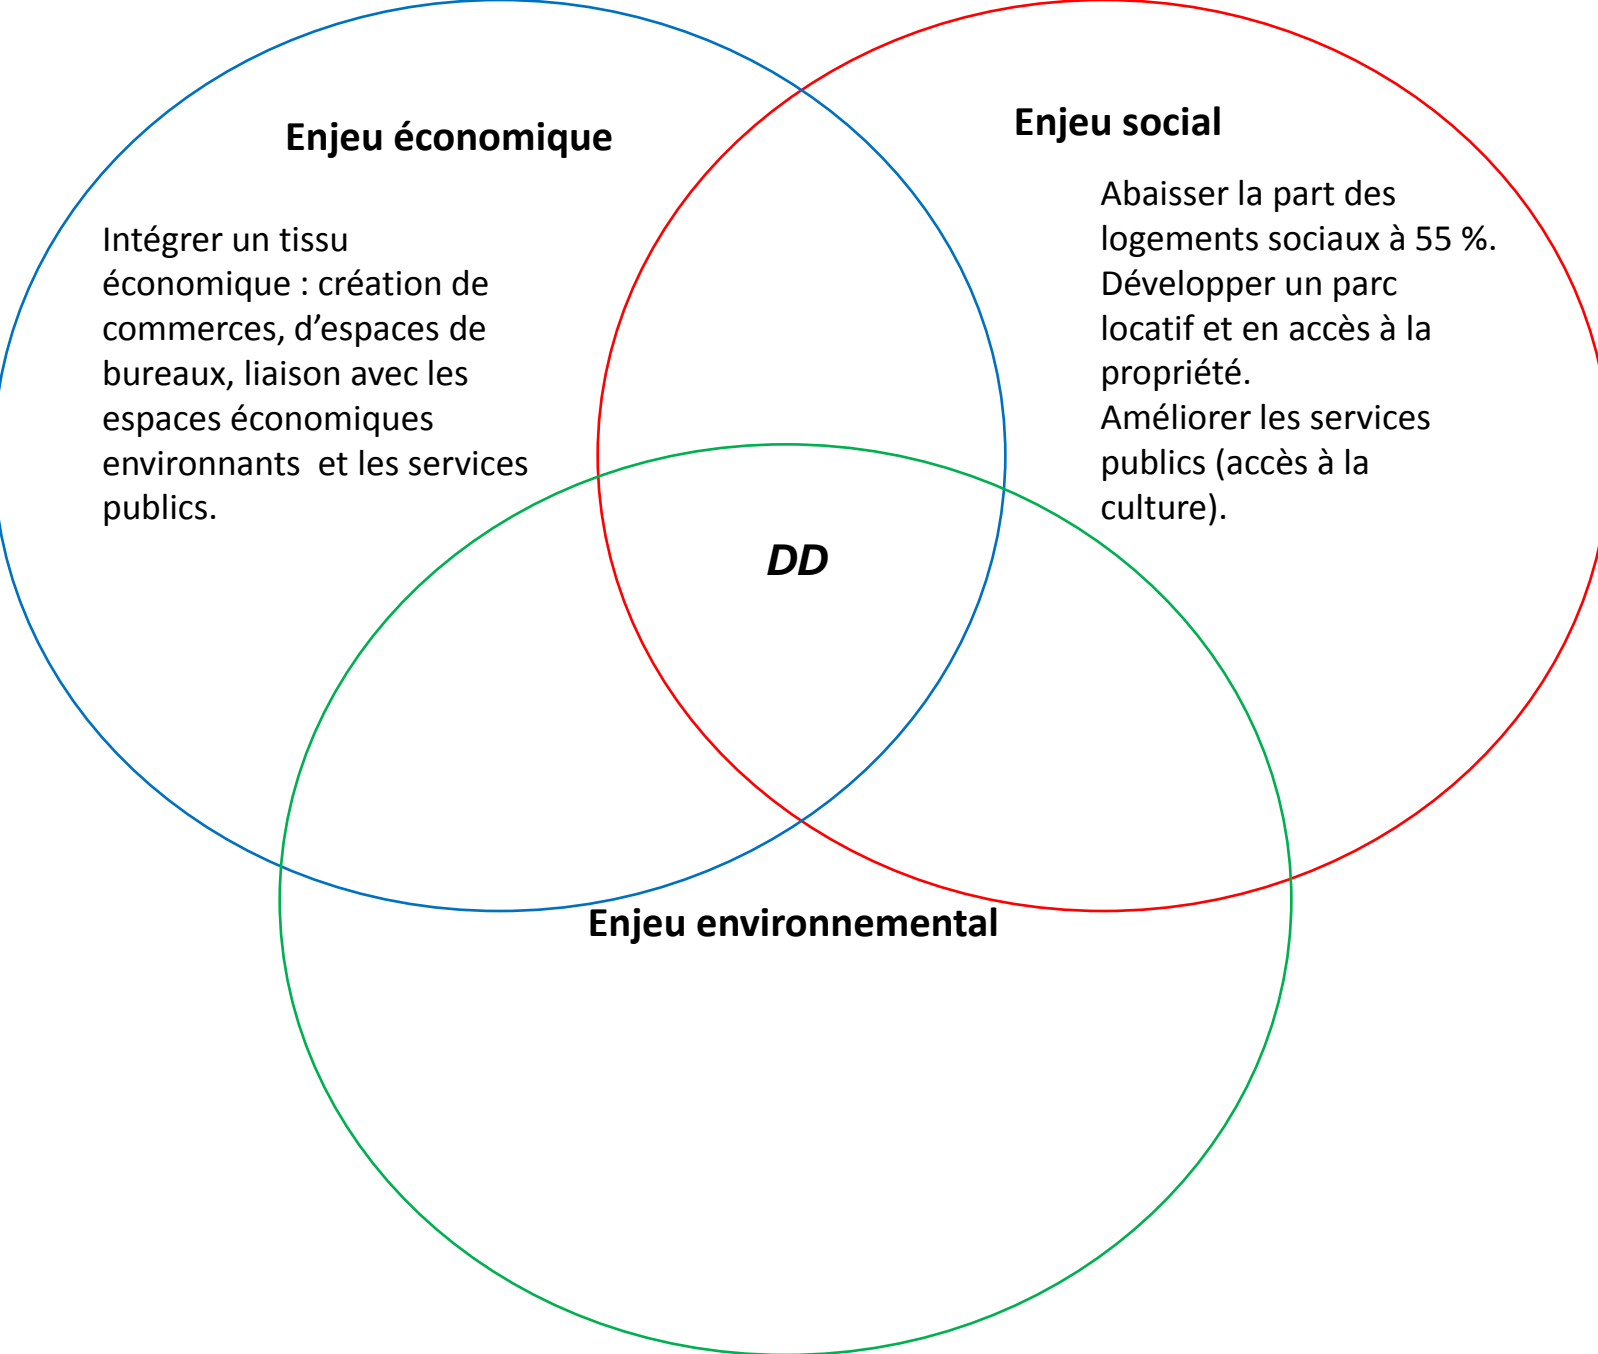 Enjeu économique
Intégrer un tissu
économique : création de
commerces, d’espaces de
bureaux, liaison avec les
espaces économiques
environnants  et les services
publics.
Enjeu social
Abaisser la part des
logements sociaux à 55 %.
Développer un parc
locatif et en accès à la
propriété.
Améliorer les services
publics (accès à la
culture).
DD
Enjeu environnemental